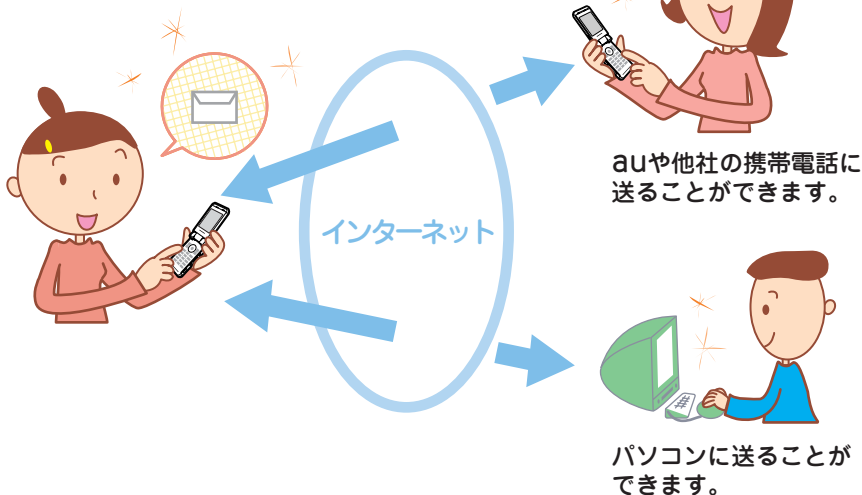 auや他社の携帯電話に
送ることができます。
インターネット
パソコンに送ることが
できます。